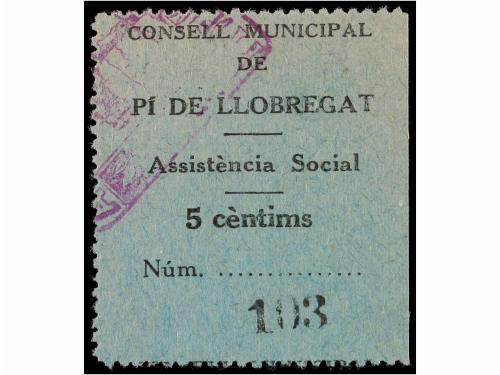 CONSELL MUNICIPAL
DE
PÍ DE LLOBREGAT
Assistència Social
5 cèntims
Núm. ...............
103